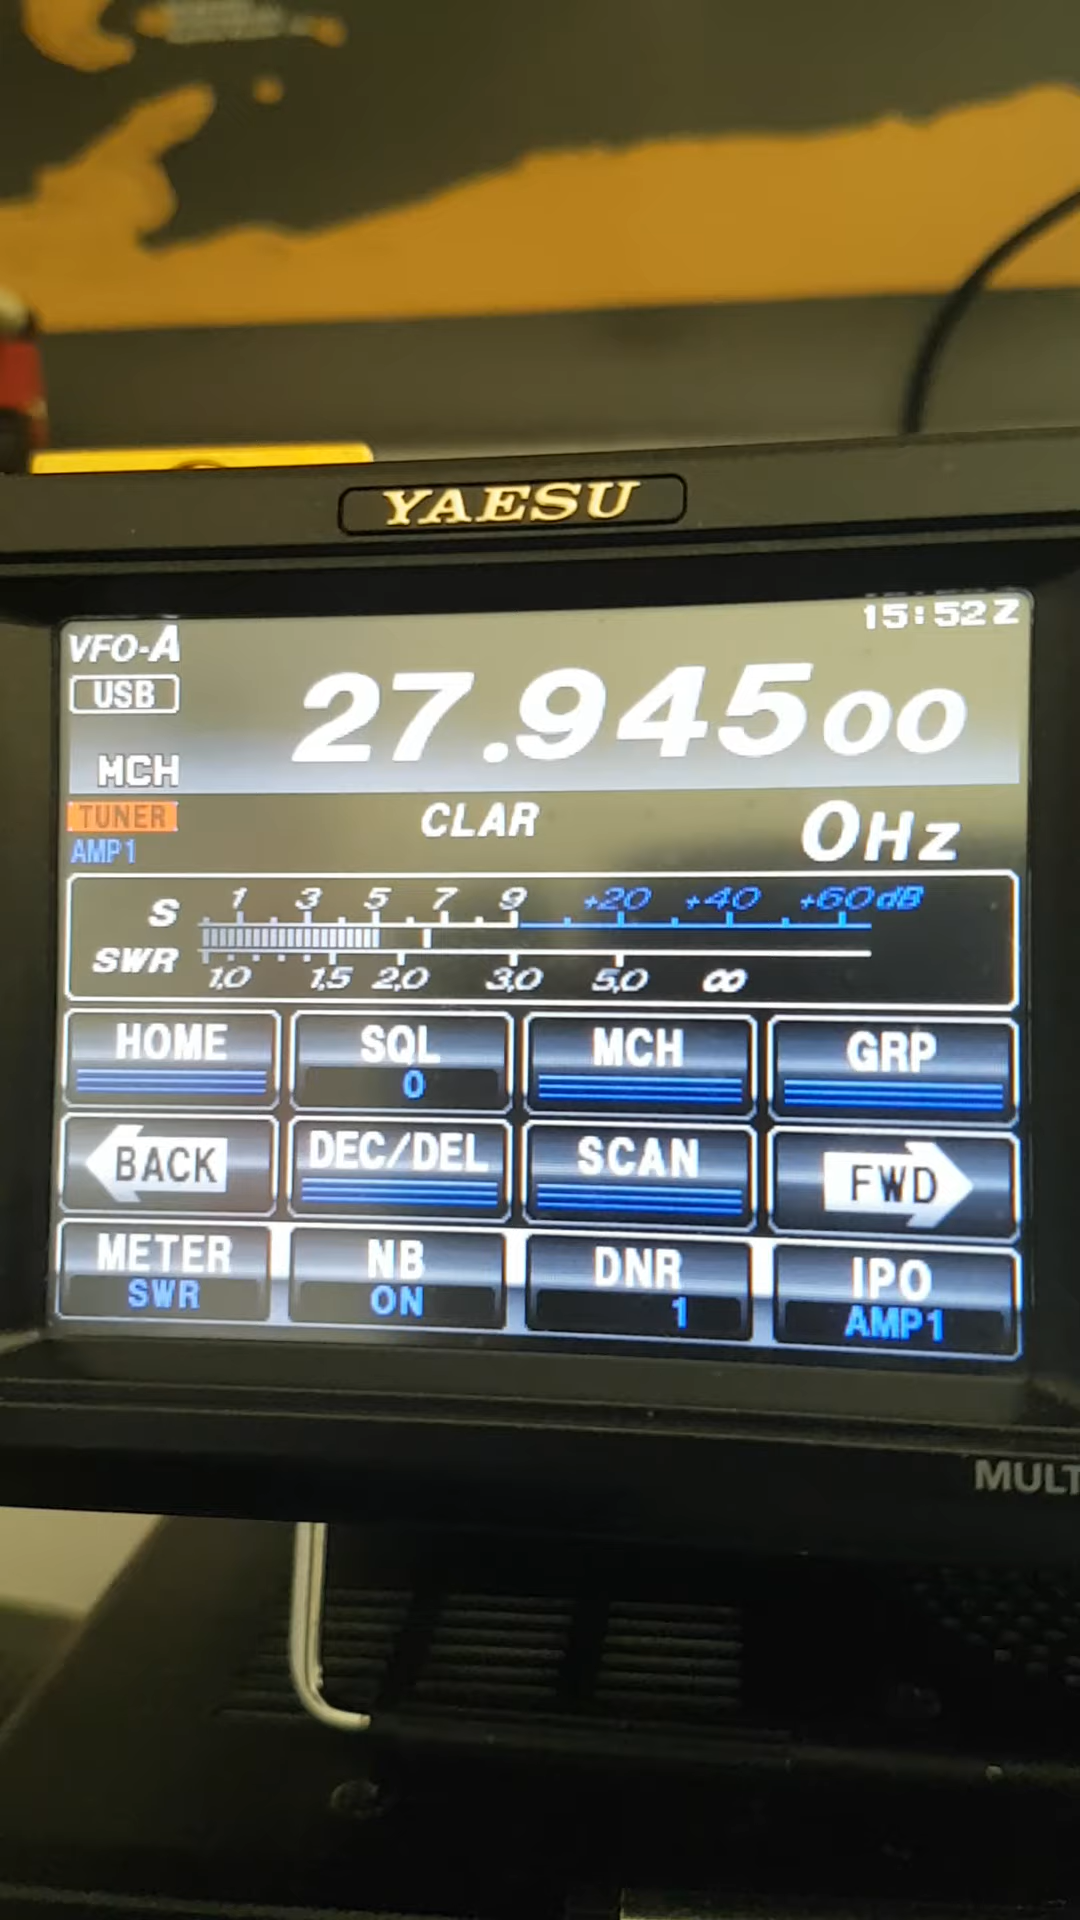 YAESU
15:52Z
VFO-A
USB
27.94500
MCH
TUNER
CLAR
0Hz
AMP1
S 1 3 5 7 9 +20 +40 +60dB
SWR 1,0 1,5 2,0 3,0 5,0 ∞
HOME SQL MCH GRP
0
BACK DEC/DEL SCAN FWD
METER NB DNR IPO
SWR ON 1 AMP1
MULT